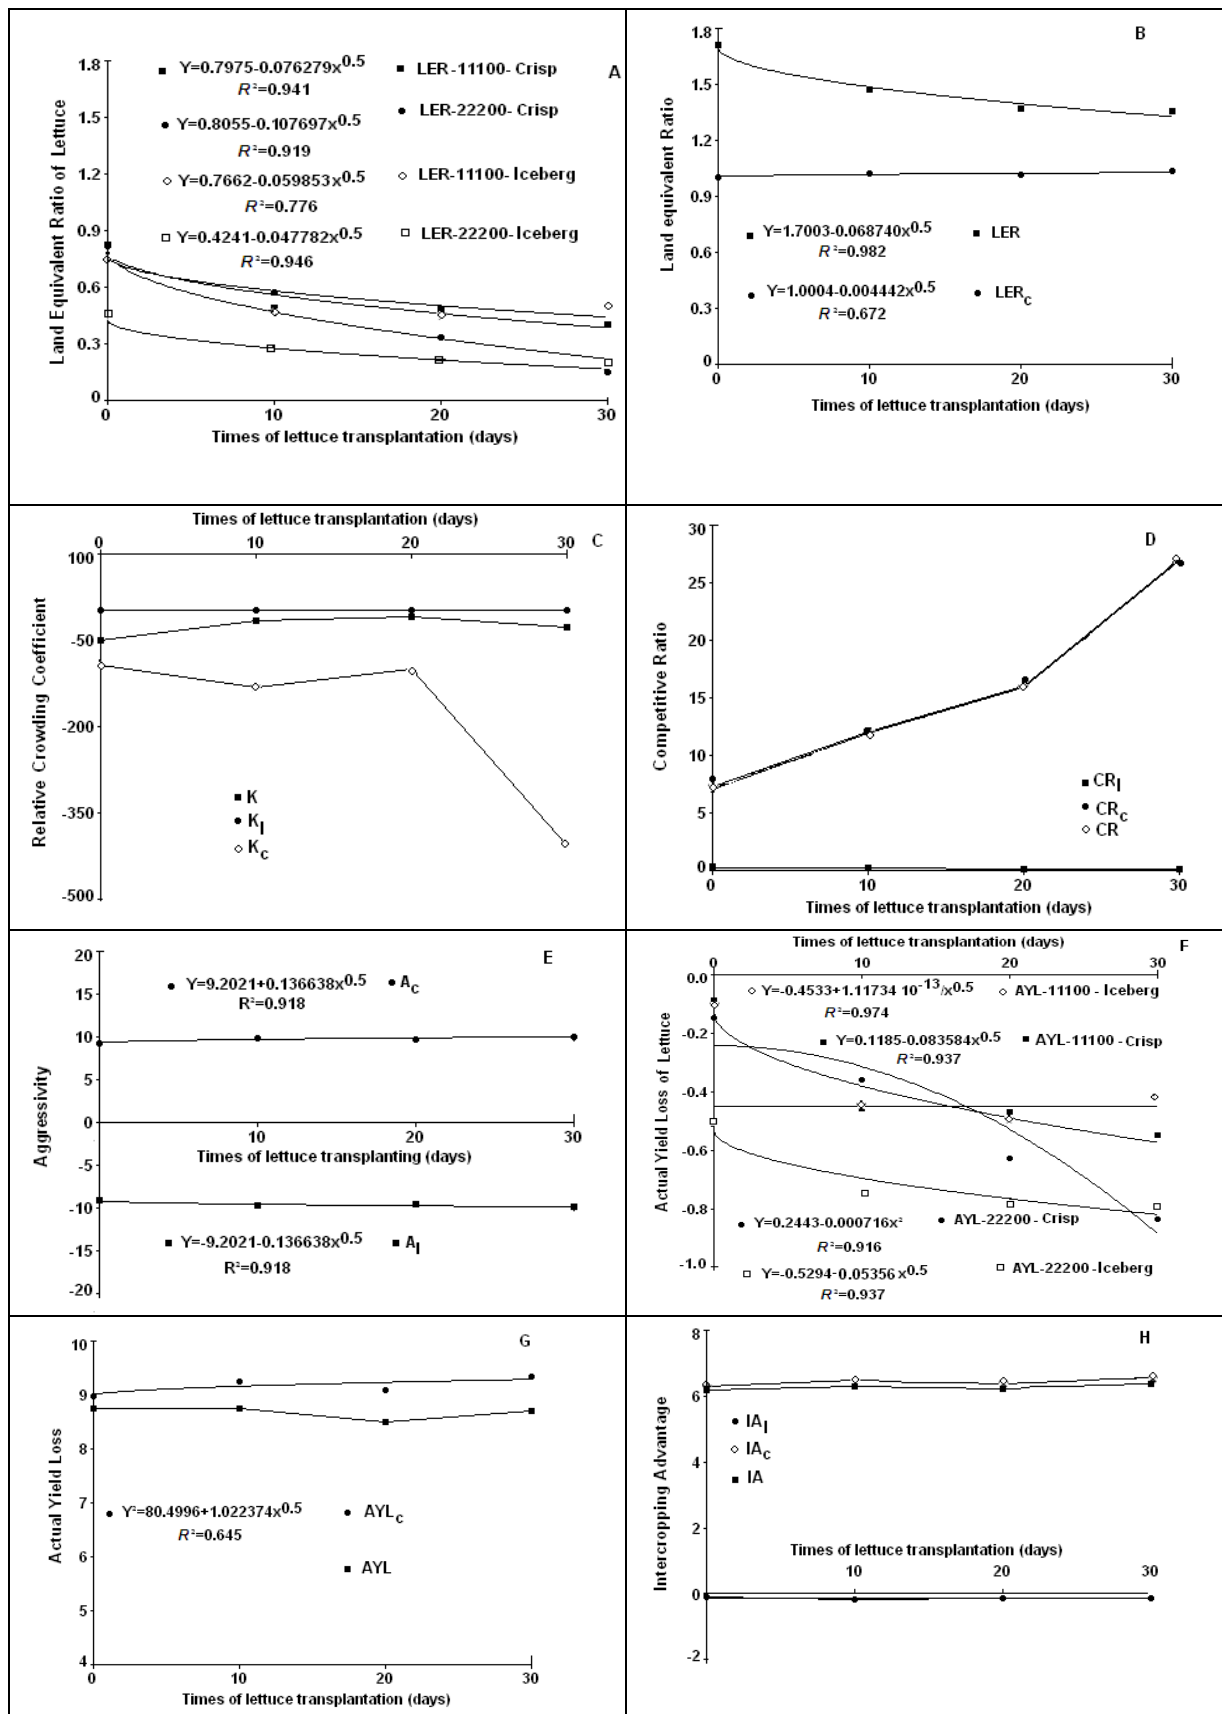 A
Y=0.7975-0.076279x^0.5
R²=0.941
LER-11100-Crisp
Y=0.8055-0.107697x^0.5
R²=0.919
LER-22200-Crisp
Y=0.7662-0.059853x^0.5
R²=0.776
LER-11100-Iceberg
Y=0.4241-0.047782x^0.5
R²=0.946
LER-22200-Iceberg
Land Equivalent Ratio of Lettuce
1.8
1.5
1.2
0.9
0.6
0.3
0
0 10 20 30
Times of lettuce transplantation (days)
B
Land equivalent Ratio
1.8
1.5
1.2
0.9
0.6
0.3
0
Y=1.7003-0.068740x^0.5
R²=0.982
LER
Y=1.0004-0.004442x^0.5
R²=0.672
LERc
0 10 20 30
Times of lettuce transplantation (days)
Times of lettuce transplantation (days)
0 10 20 30
C
Relative Crowding Coefficient
100
-50
-200
-350
-500
K
Kl
Kc
D
Competitive Ratio
30
25
20
15
10
5
0
CRl
CRc
CR
0 10 20 30
Times of lettuce transplantation (days)
E
Aggressivity
20
15
10
5
0
-5
-10
-15
-20
Y=9.2021+0.136638x^0.5
R²=0.918
Ac
10 20 30
Times of lettuce transplanting (days)
Y=-9.2021-0.136638x^0.5
R²=0.918
Al
Times of lettuce transplantation (days)
0 10 20 30
F
Actual Yield Loss of Lettuce
0.0
-0.2
-0.4
-0.6
-0.8
-1.0
Y=-0.4533+1.11734 10^-13/x^0.5
R²=0.974
AYL-11100-Iceberg
Y=0.1185-0.083584x^0.5
R²=0.937
AYL-11100-Crisp
Y=0.2443-0.000716x²
R²=0.916
AYL-22200-Crisp
Y=-0.5294-0.05356x^0.5
R²=0.937
AYL-22200-Iceberg
G
Actual Yield Loss
10
9
8
7
6
5
4
Y²=80.4996+1.022374x^0.5
R²=0.645
AYLc
AYL
0 10 20 30
Times of lettuce transplantation (days)
H
Intercropping Advantage
8
6
4
2
0
-2
IAl
IAc
IA
Times of lettuce transplantation (days)
10 20 30